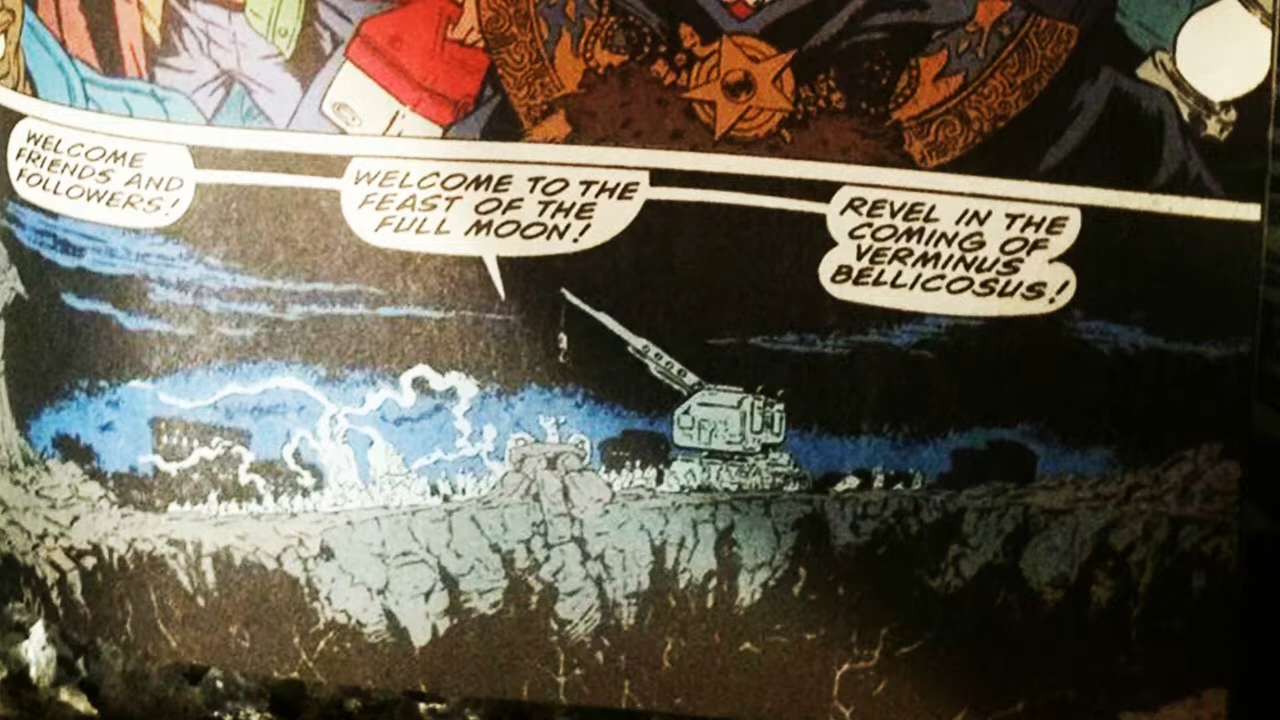 WELCOME
FRIENDS AND
FOLLOWERS!
WELCOME TO THE
FEAST OF THE
FULL MOON!
REVEL IN THE
COMING OF
VERMINUS
BELLICOSUS!